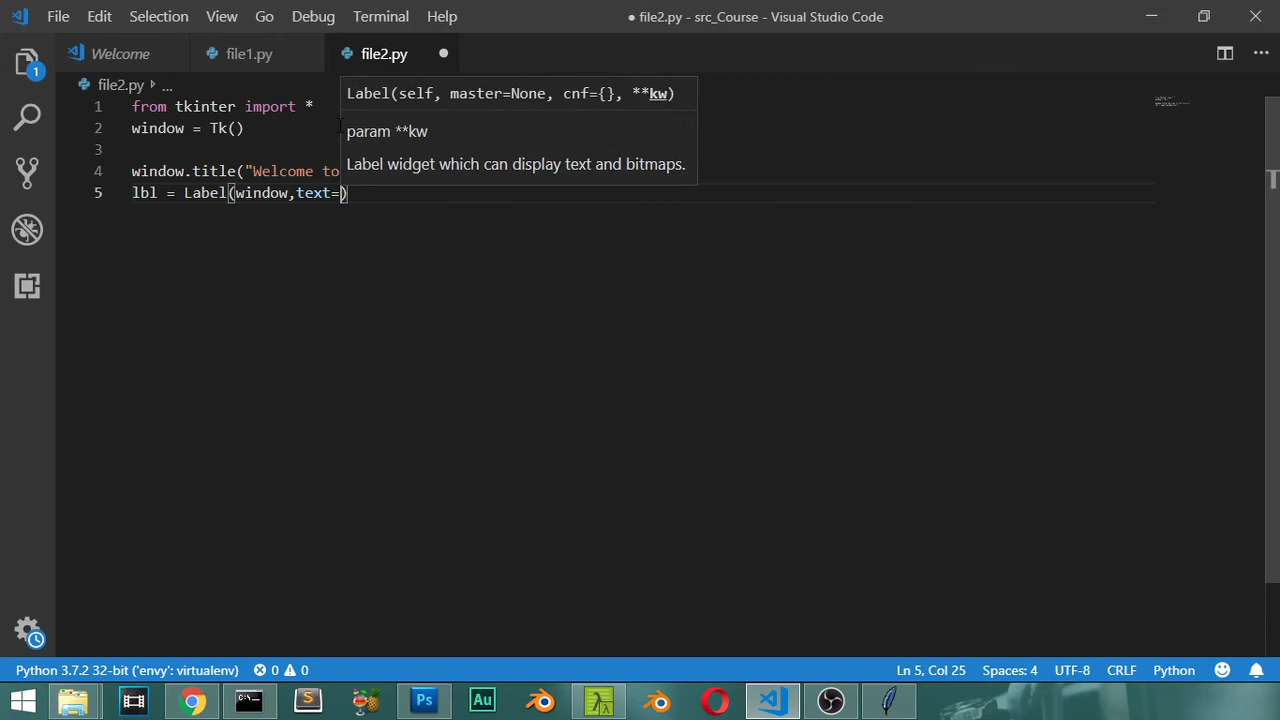 File Edit Selection View Go Debug Terminal Help
● file2.py - src_Course - Visual Studio Code
Welcome
file1.py
file2.py
file2.py
...
1 from tkinter import *
2 window = Tk()
3
4 window.title("Welcome to
5 lbl = Label(window,text=)
Label(self, master=None, cnf={}, **kw)
param **kw
Label widget which can display text and bitmaps.
1
Python 3.7.2 32-bit ('envy': virtualenv) 0 0 Ln 5, Col 25 Spaces: 4 UTF-8 CRLF Python
Ps Au